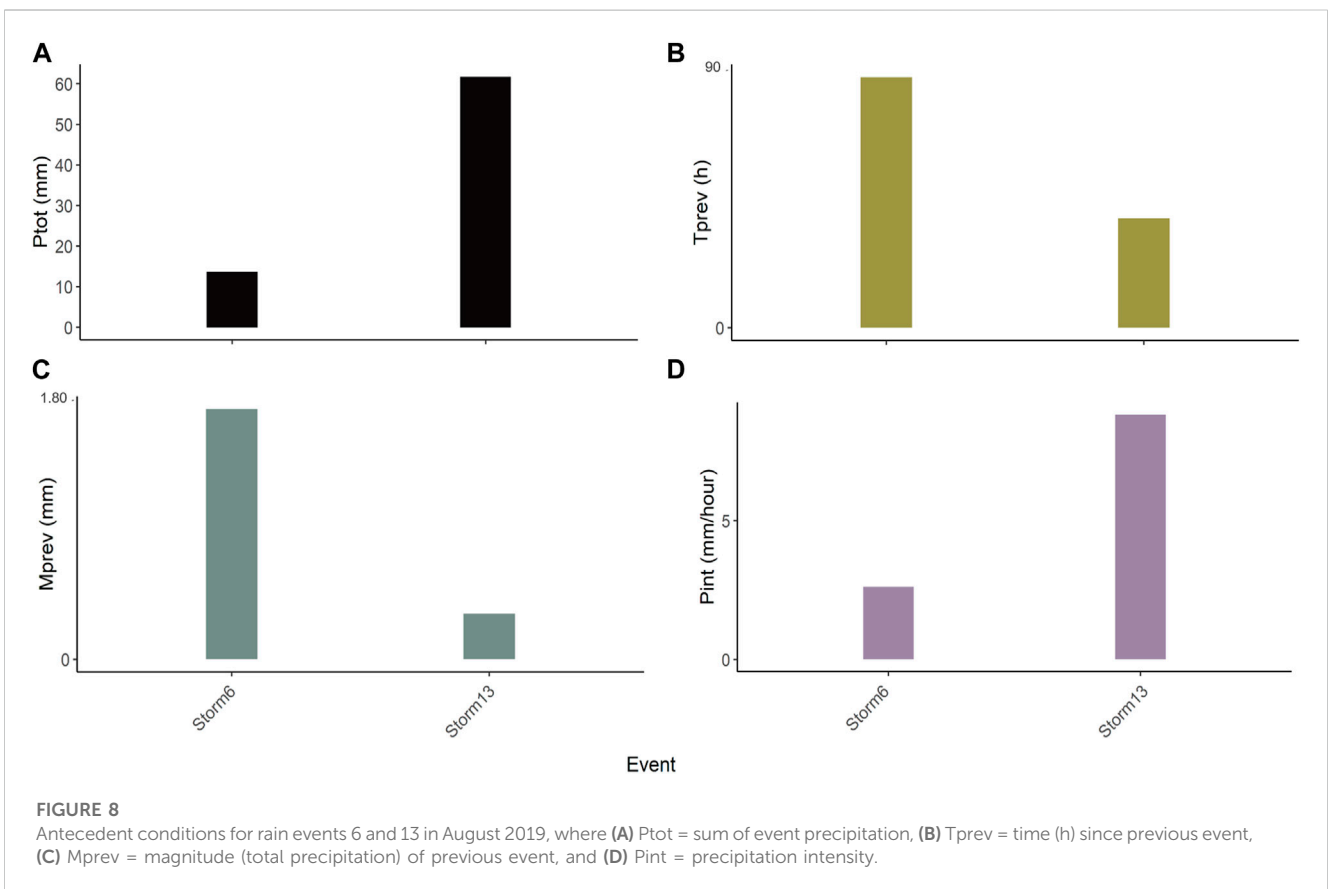 A
Ptot (mm)
60
50
40
30
20
10
0
B
Tprev (h)
90
0
C
Mprev (mm)
1.80
0
Storm6
Storm13
D
Pint (mm/hour)
5
0
Storm6
Storm13
Event
FIGURE 8
Antecedent conditions for rain events 6 and 13 in August 2019, where (A) Ptot = sum of event precipitation, (B) Tprev = time (h) since previous event,
(C) Mprev = magnitude (total precipitation) of previous event, and (D) Pint = precipitation intensity.